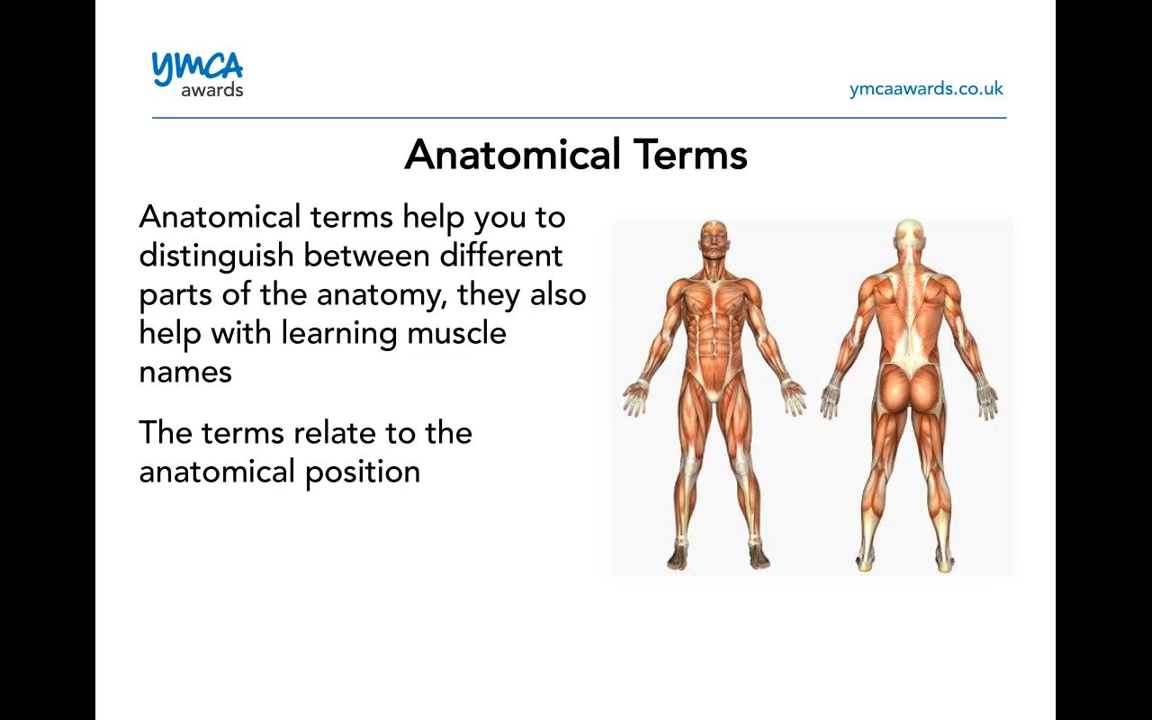 ymca
awards
ymcaawards.co.uk
Anatomical Terms
Anatomical terms help you to
distinguish between different
parts of the anatomy, they also
help with learning muscle
names
The terms relate to the
anatomical position